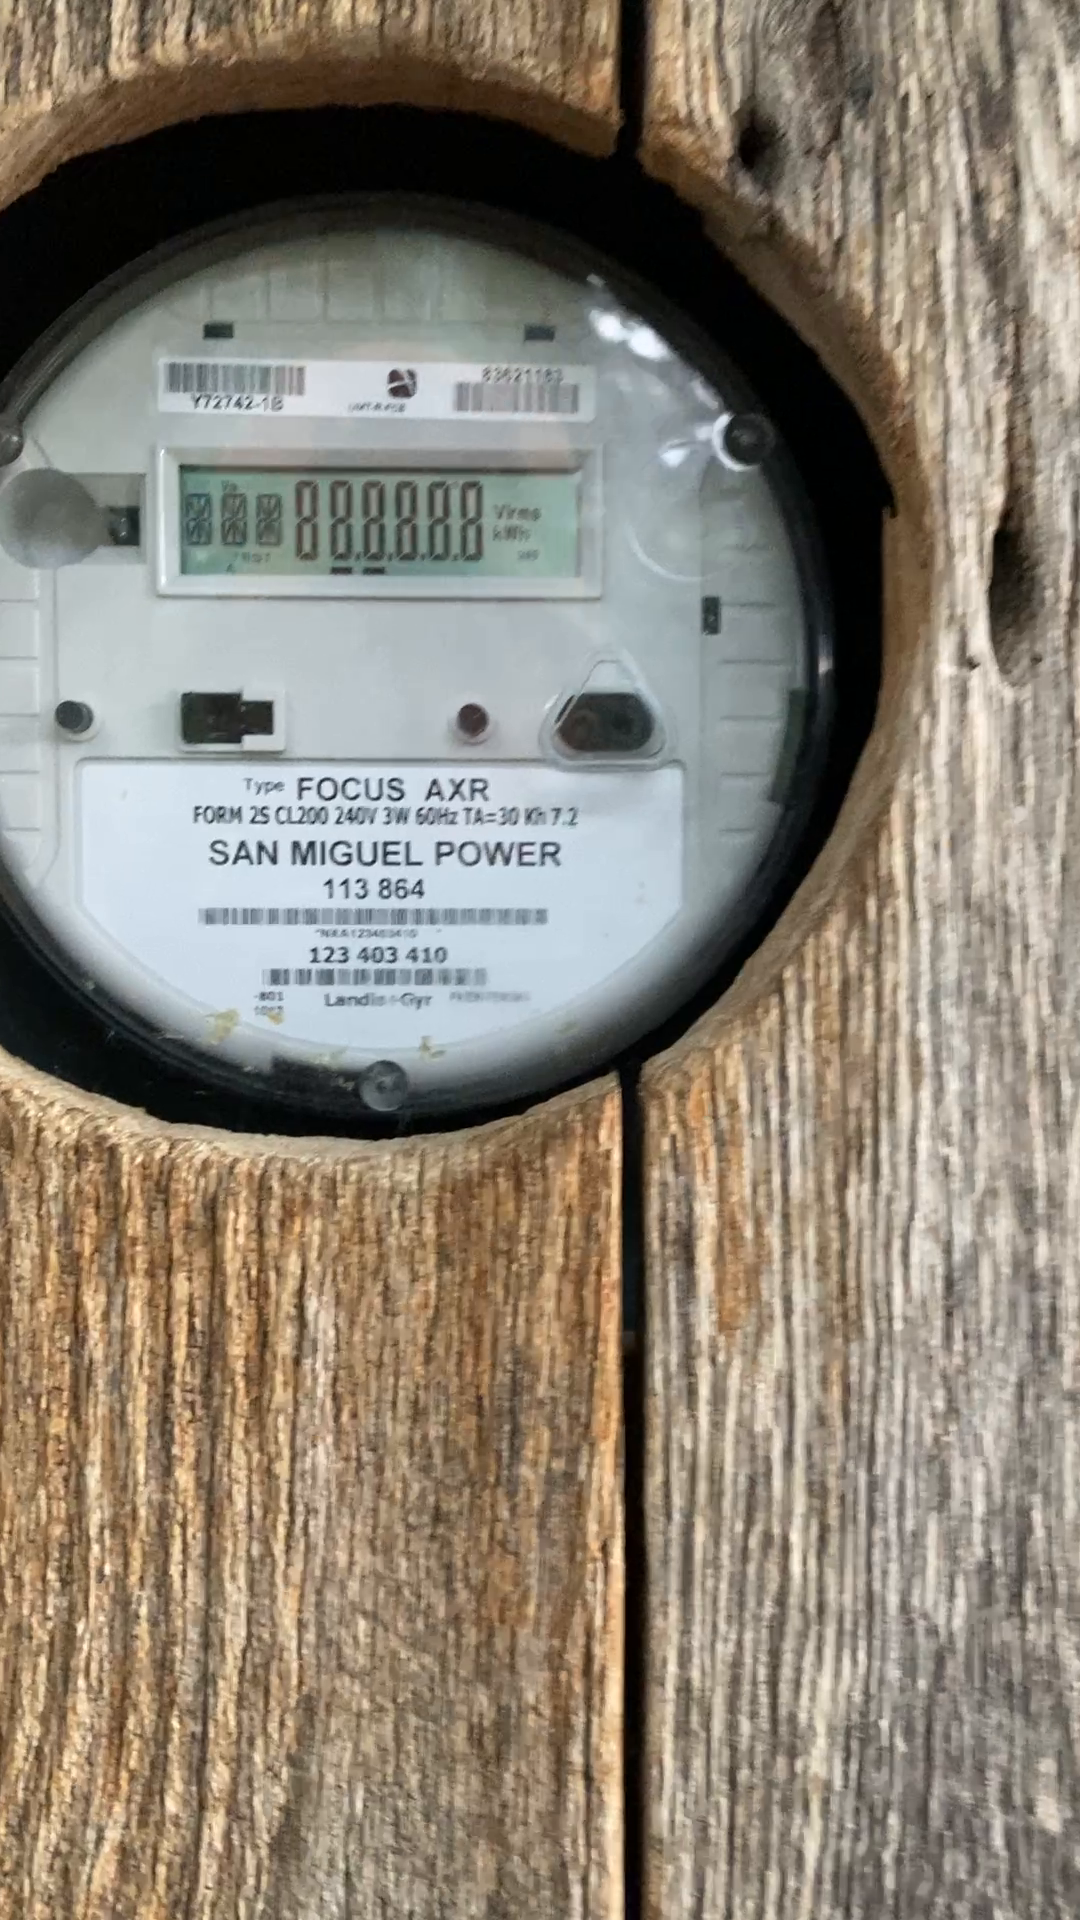 Y72742-1B
83621183
888888
kWh
Type FOCUS AXR
FORM 2S CL200 240V 3W 60Hz TA=30 Kh 7.2
SAN MIGUEL POWER
113 864
123 403 410
Landis+Gyr